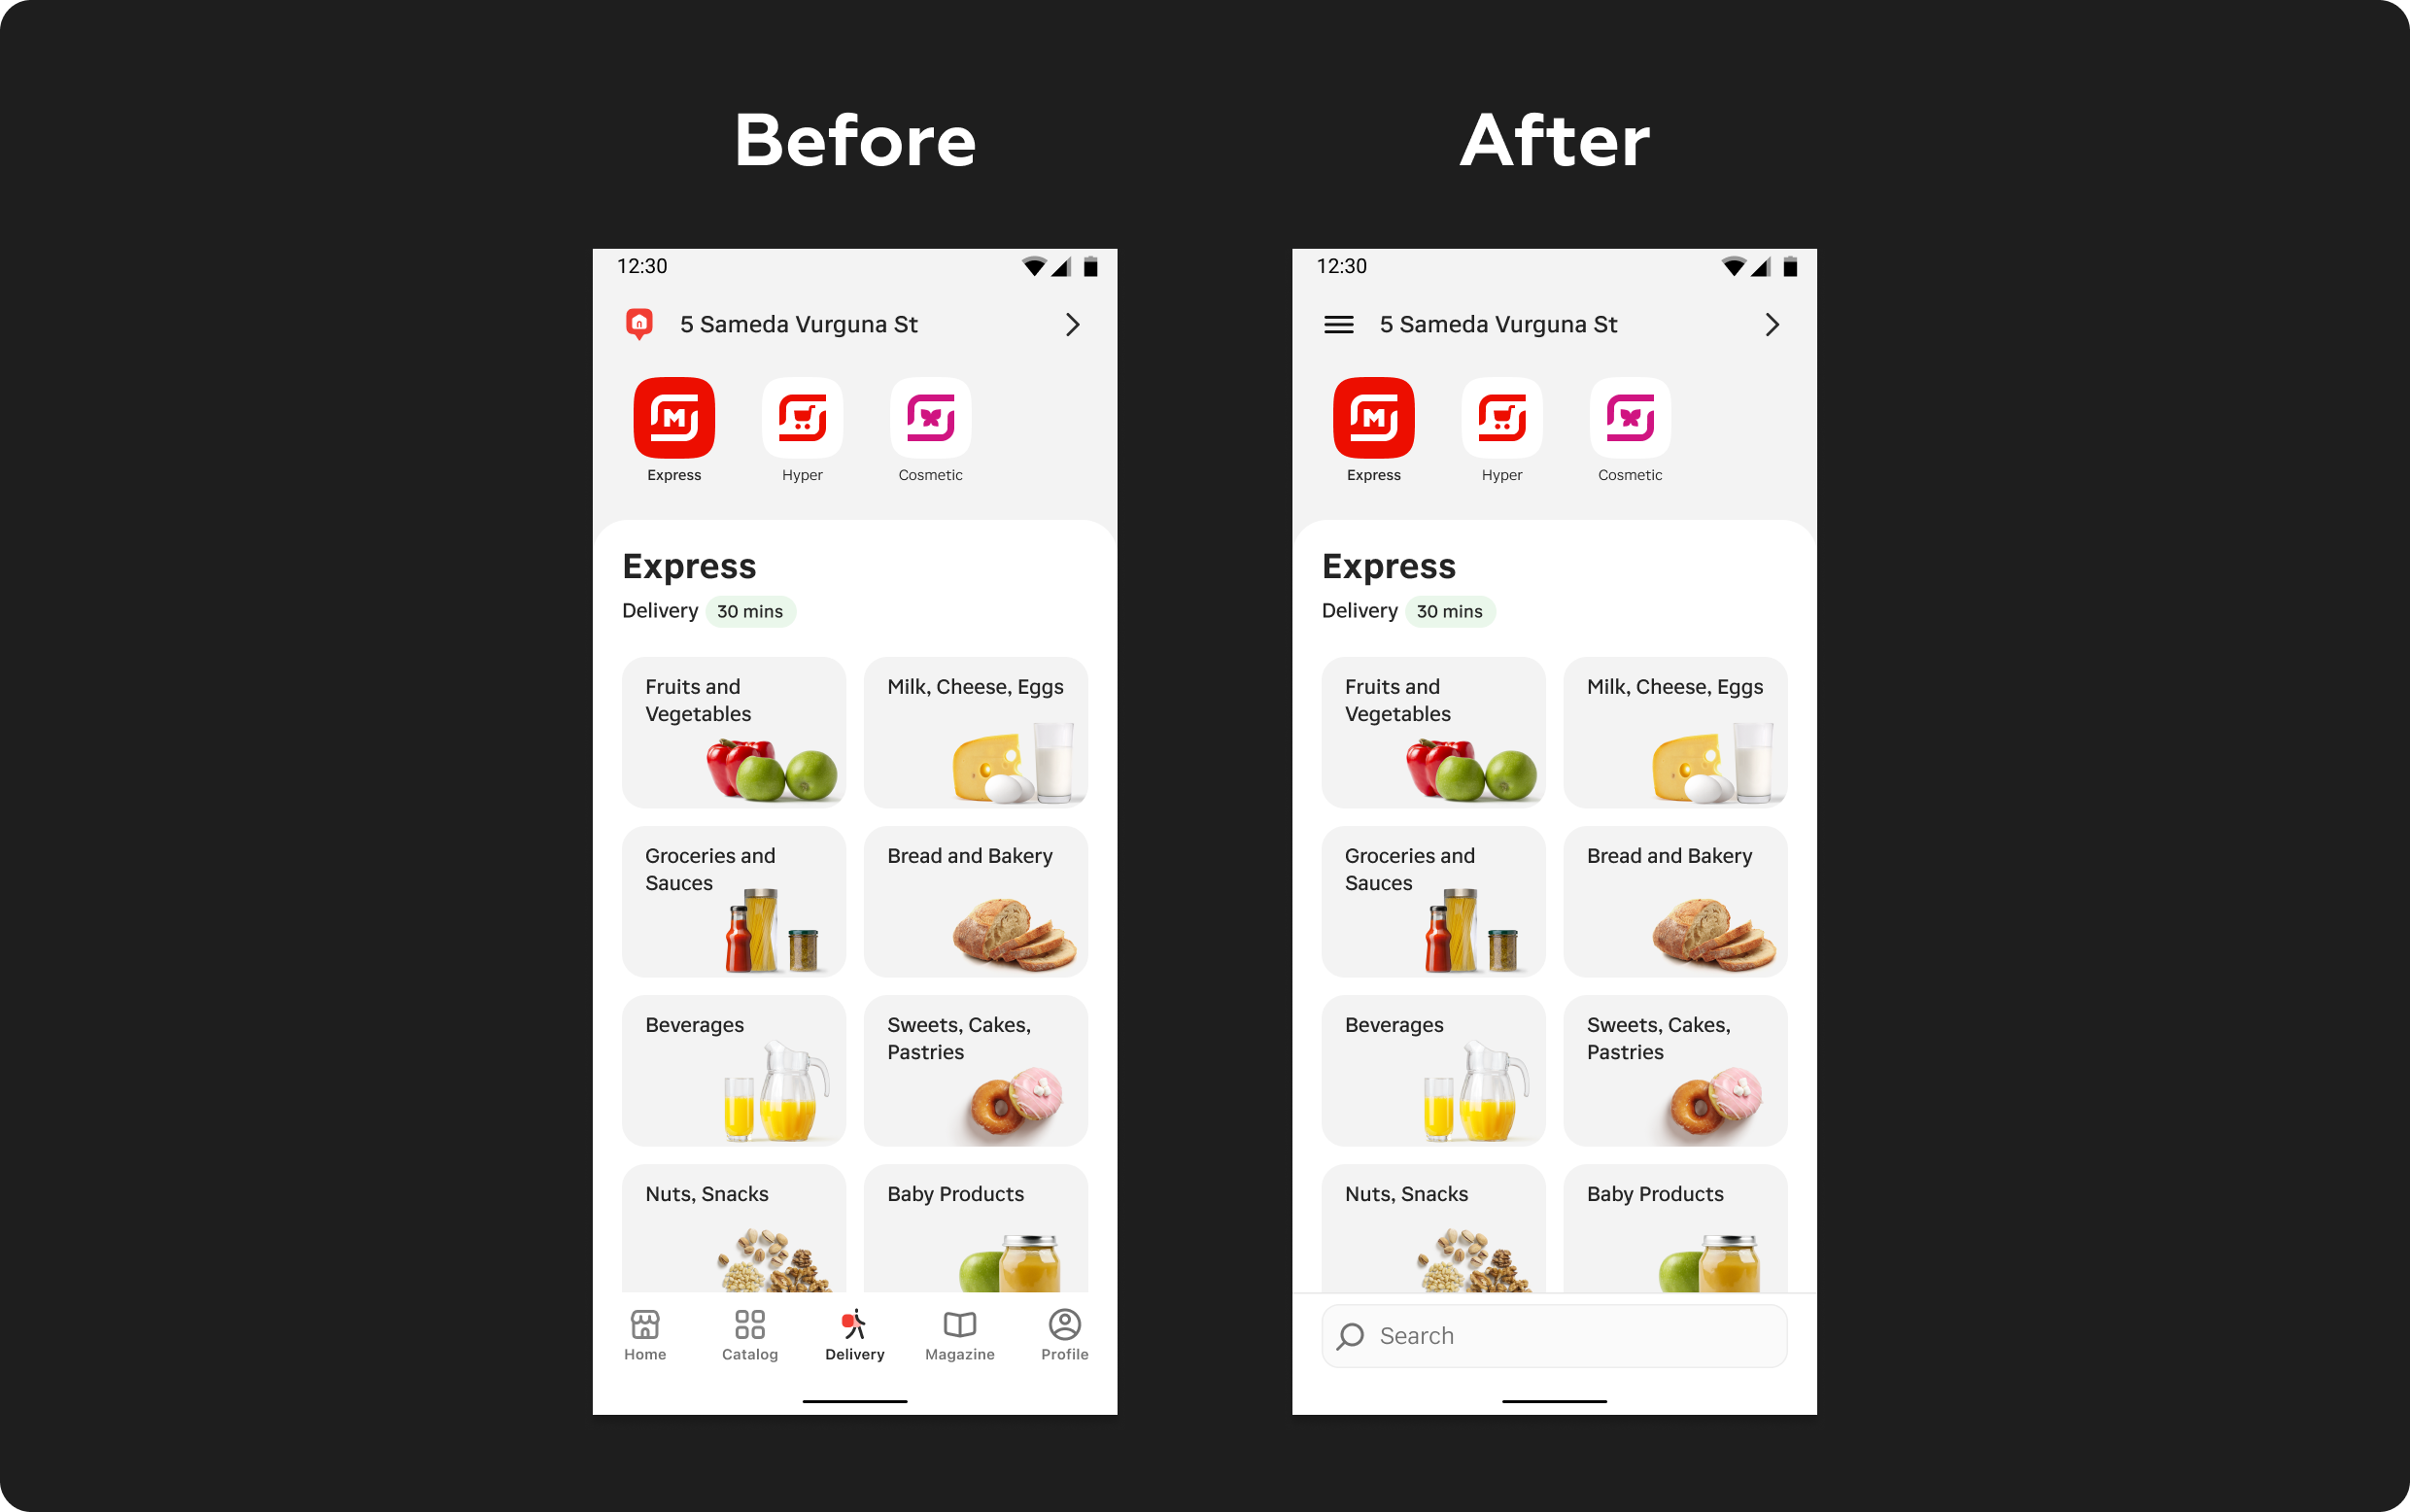 Before
After
12:30
5 Sameda Vurguna St
M
Express
Hyper
Cosmetic
Express
Delivery 30 mins
Fruits and
Vegetables
Milk, Cheese, Eggs
Groceries and
Sauces
Bread and Bakery
Beverages
Sweets, Cakes,
Pastries
Nuts, Snacks
Baby Products
Home
Catalog
Delivery
Magazine
Profile
12:30
5 Sameda Vurguna St
M
Express
Hyper
Cosmetic
Express
Delivery 30 mins
Fruits and
Vegetables
Milk, Cheese, Eggs
Groceries and
Sauces
Bread and Bakery
Beverages
Sweets, Cakes,
Pastries
Nuts, Snacks
Baby Products
Search